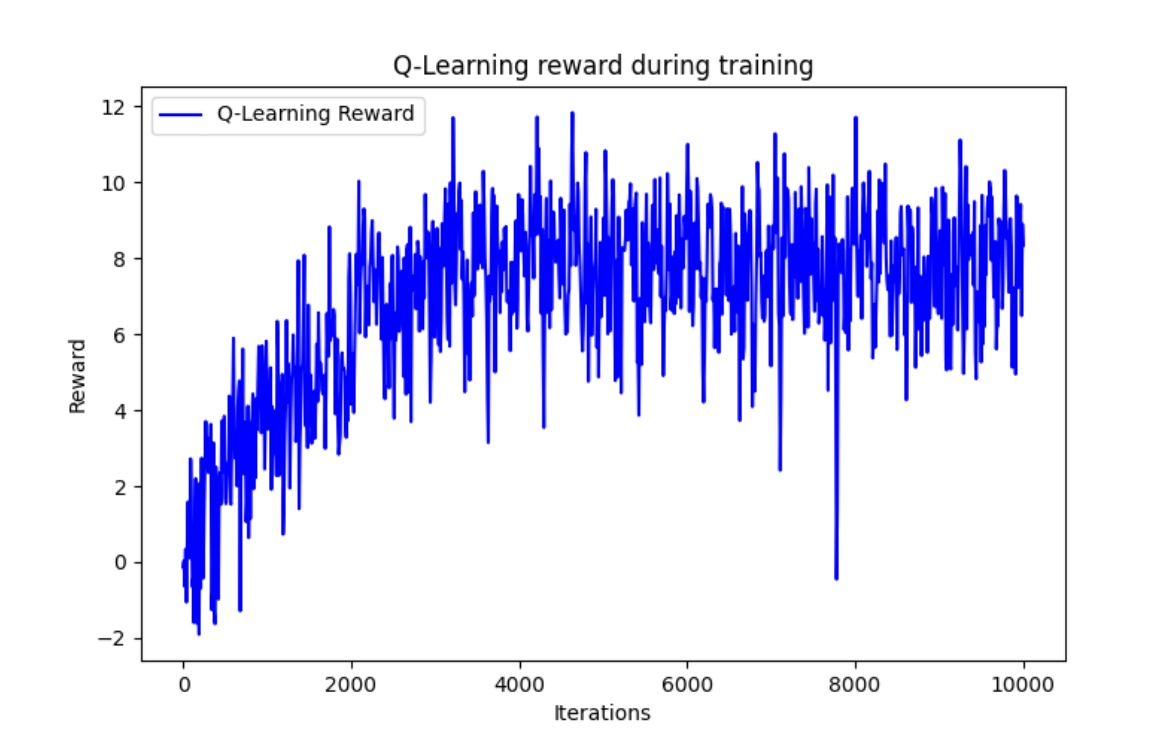 Q-Learning reward during training
Q-Learning Reward
12
10
8
6
4
2
0
−2
Reward
0 2000 4000 6000 8000 10000
Iterations